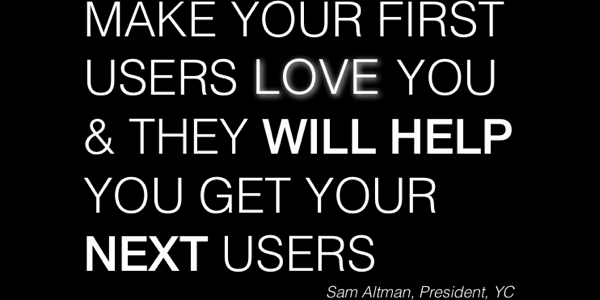 MAKE YOUR FIRST
USERS LOVE YOU
& THEY WILL HELP
YOU GET YOUR
NEXT USERS
Sam Altman, President, YC